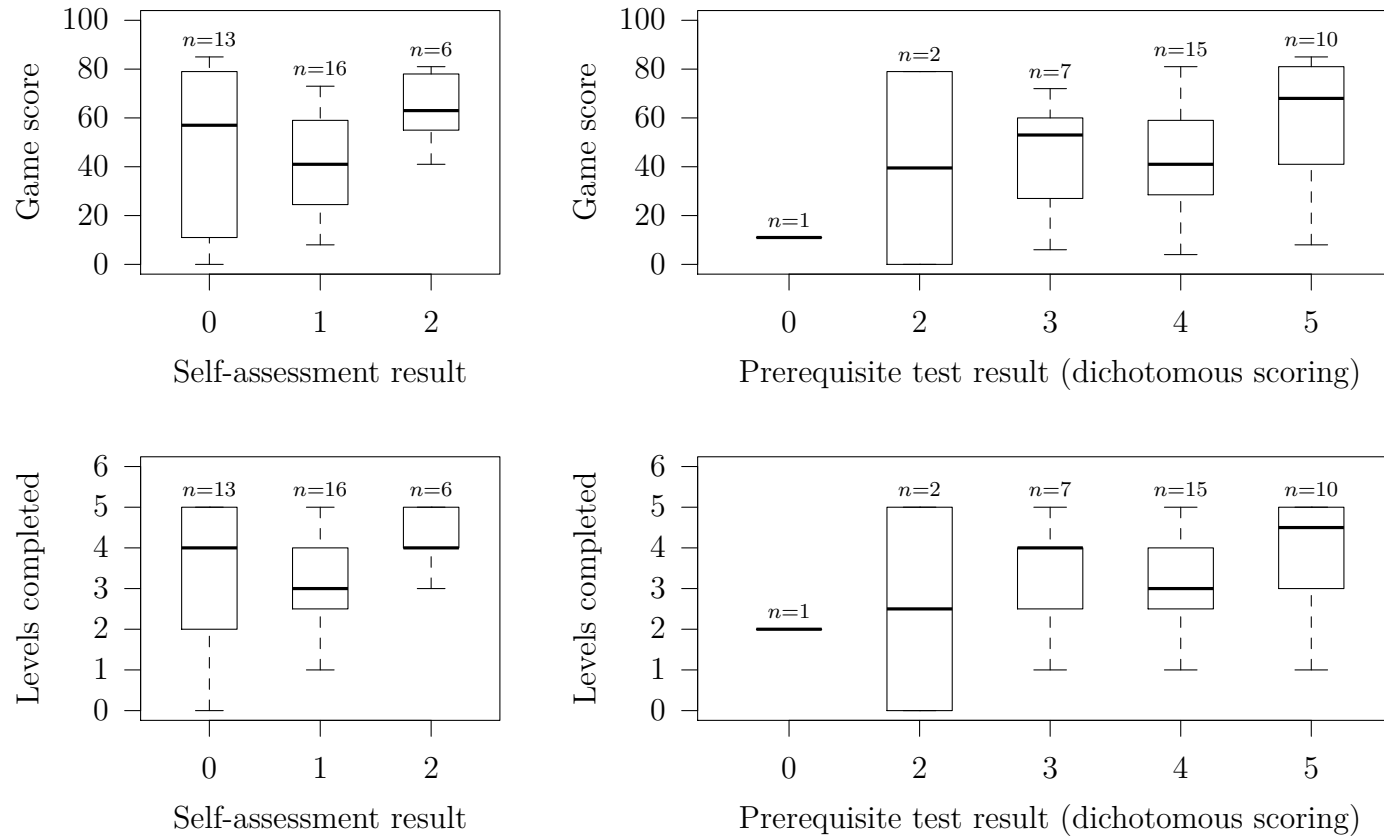 100
80
60
40
20
0
Game score
n=13
n=16
n=6
0 1 2
Self-assessment result
100
80
60
40
20
0
Game score
n=1
n=2
n=7
n=15
n=10
0 2 3 4 5
Prerequisite test result (dichotomous scoring)
6
5
4
3
2
1
0
Levels completed
n=13
n=16
n=6
0 1 2
Self-assessment result
6
5
4
3
2
1
0
Levels completed
n=1
n=2
n=7
n=15
n=10
0 2 3 4 5
Prerequisite test result (dichotomous scoring)